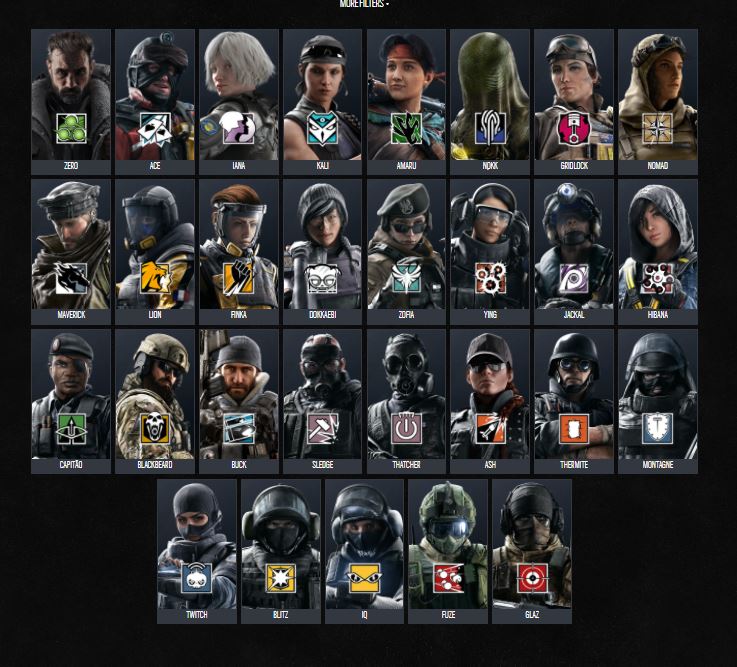 MORE FILTERS
ZERO ACE IANA KALI AMARU NØKK GRIDLOCK NOMAD
MAVERICK LION FINKA DOKKAEBI ZOFIA YING JACKAL HIBANA
CAPITÃO BLACKBEARD BUCK SLEDGE THATCHER ASH THERMITE MONTAGNE
TWITCH BLITZ IQ FUZE GLAZ